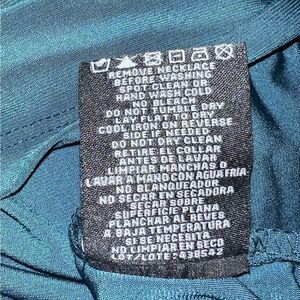 REMOVE NECKLACE
BEFORE WASHING
SPOT CLEAN OR
HAND WASH COLD
NO BLEACH
DO NOT TUMBLE DRY
LAY FLAT TO DRY
COOL IRON ON REVERSE
SIDE IF NEEDED
DO NOT DRY CLEAN
RETIRE EL COLLAR
ANTES DE LAVAR
LIMPIAR MANCHAS O
LAVAR A MANO CON AGUA FRIA
NO BLANQUEADOR
NO SECAR EN SECADORA
SECAR SOBRE
SUPERFICIE PLANA
PLANCHAR AL REVES
A BAJA TEMPERATURA
SI SE NECESITA
NO LIMPIAR EN SECO
LOT/LOTE: 438542